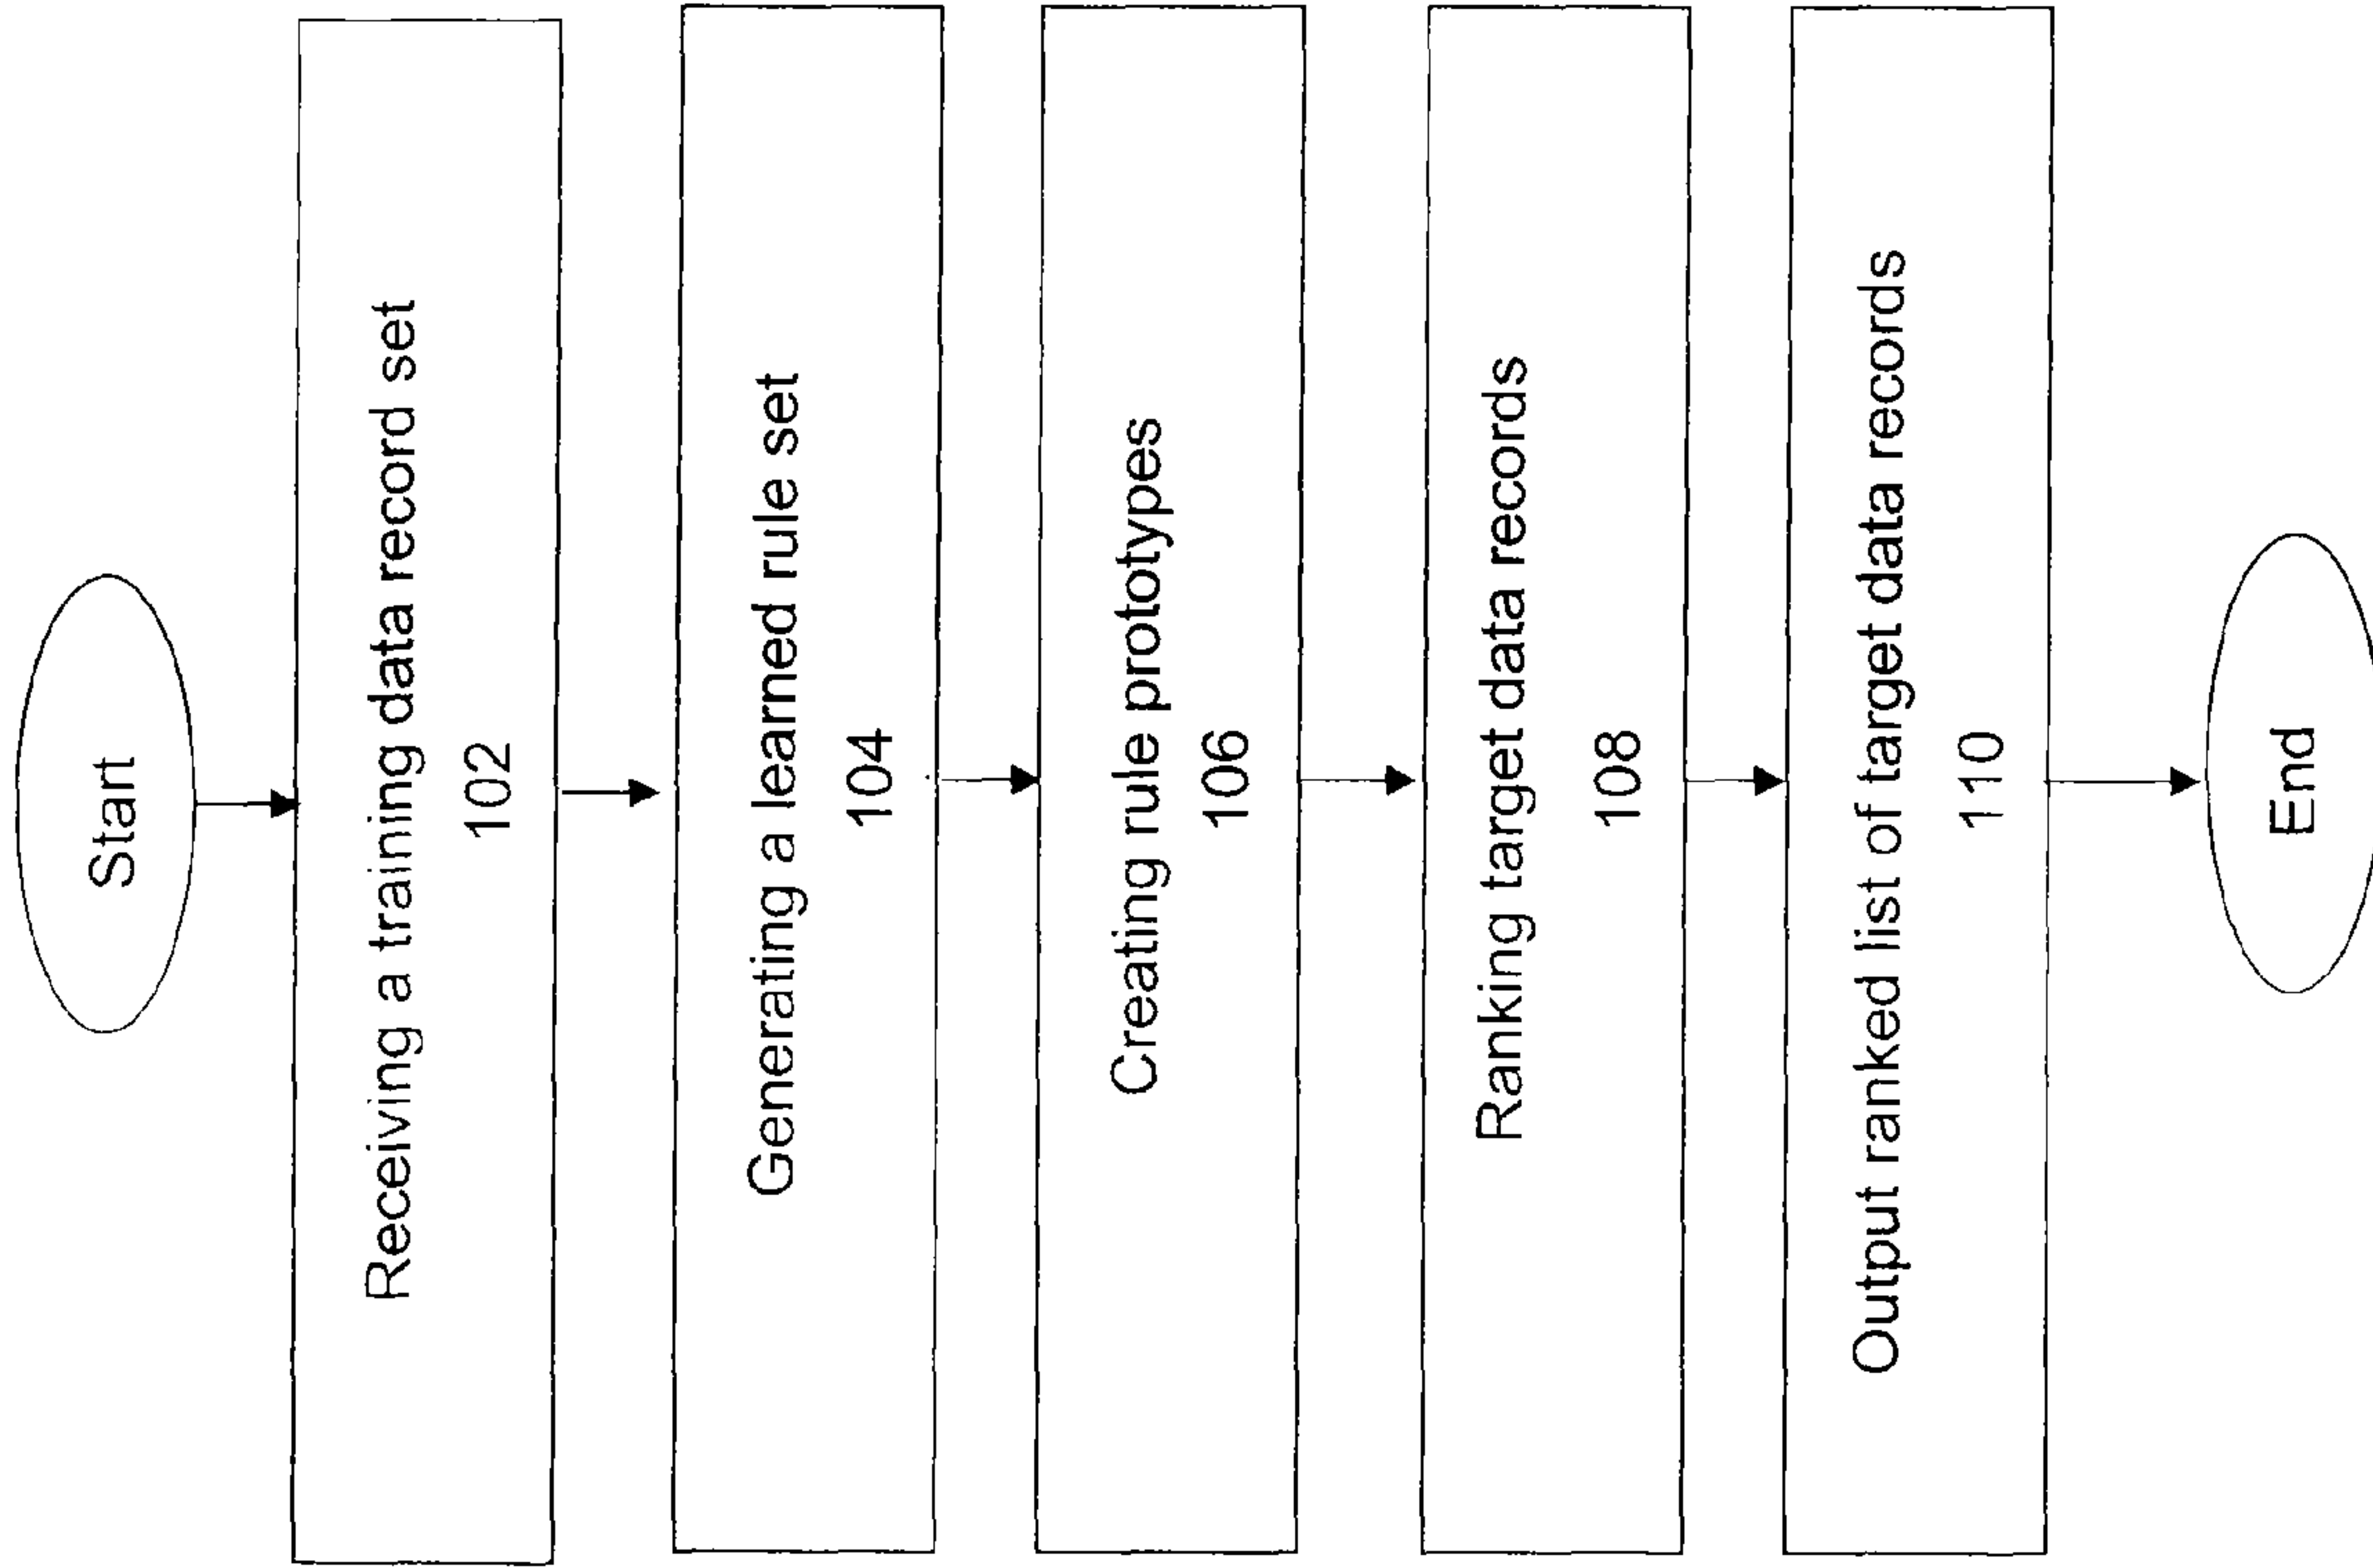 Start
Receiving a training data record set
102
Generating a learned rule set
104
Creating rule prototypes
106
Ranking target data records
108
Output ranked list of target data records
110
End